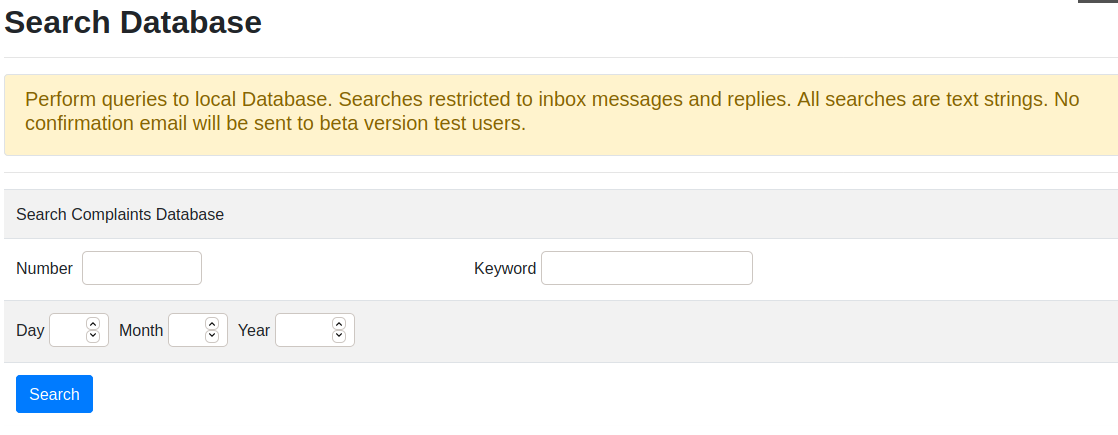 Search Database
Perform queries to local Database. Searches restricted to inbox messages and replies. All searches are text strings. No
confirmation email will be sent to beta version test users.
Search Complaints Database
Number Keyword
Day Month Year
Search